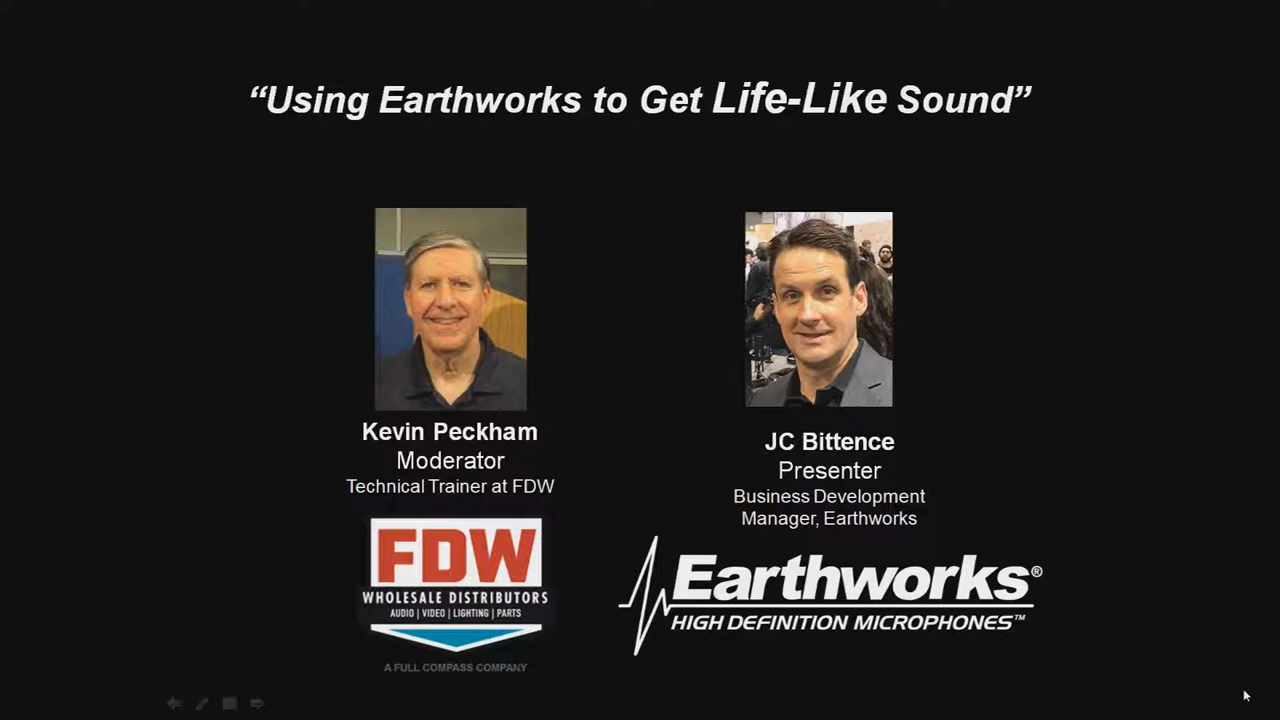 “Using Earthworks to Get Life-Like Sound”
Kevin Peckham
Moderator
Technical Trainer at FDW
FDW
WHOLESALE DISTRIBUTORS
AUDIO | VIDEO | LIGHTING | PARTS
A FULL COMPASS COMPANY
JC Bittence
Presenter
Business Development
Manager, Earthworks
Earthworks®
HIGH DEFINITION MICROPHONES™